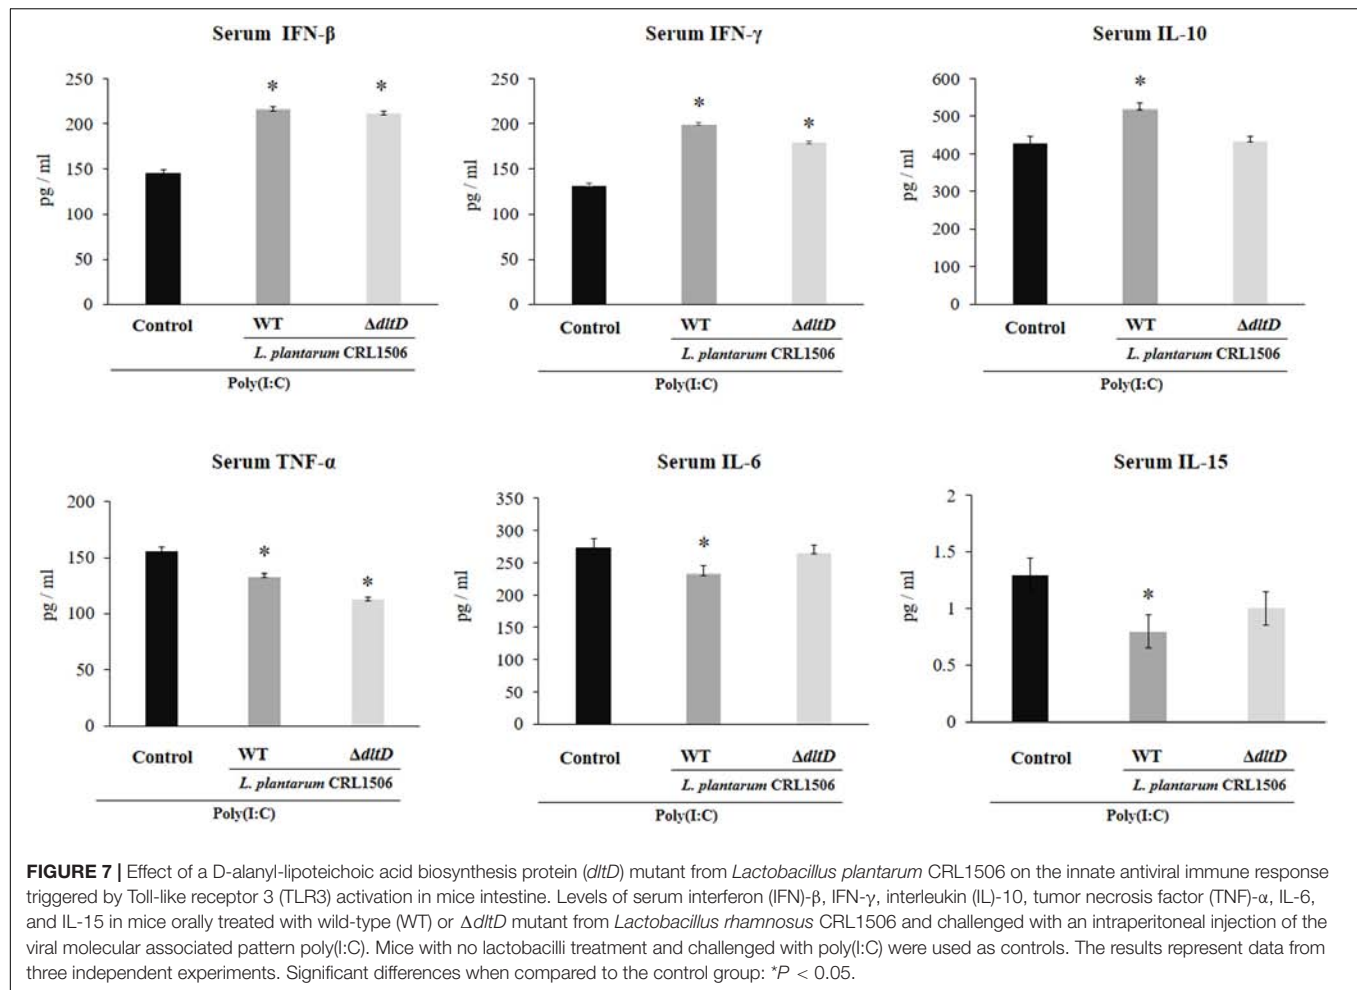 Serum IFN-β
250
200
150
100
50
0
pg / ml
*
*
Control
WT
ΔdltD
L. plantarum CRL1506
Poly(I:C)
Serum IFN-γ
250
200
150
100
50
0
pg / ml
*
*
Control
WT
ΔdltD
L. plantarum CRL1506
Poly(I:C)
Serum IL-10
600
500
400
300
200
100
0
pg / ml
*
Control
WT
ΔdltD
L. plantarum CRL1506
Poly(I:C)
Serum TNF-α
200
150
100
50
0
pg / ml
*
*
Control
WT
ΔdltD
L. plantarum CRL1506
Poly(I:C)
Serum IL-6
350
300
250
200
150
100
50
0
pg / ml
*
Control
WT
ΔdltD
L. plantarum CRL1506
Poly(I:C)
Serum IL-15
2
1.5
1
0.5
0
pg / ml
*
Control
WT
ΔdltD
L. plantarum CRL1506
Poly(I:C)
FIGURE 7 | Effect of a D-alanyl-lipoteichoic acid biosynthesis protein (dltD) mutant from Lactobacillus plantarum CRL1506 on the innate antiviral immune response
triggered by Toll-like receptor 3 (TLR3) activation in mice intestine. Levels of serum interferon (IFN)-β, IFN-γ, interleukin (IL)-10, tumor necrosis factor (TNF)-α, IL-6,
and IL-15 in mice orally treated with wild-type (WT) or ΔdltD mutant from Lactobacillus rhamnosus CRL1506 and challenged with an intraperitoneal injection of the
viral molecular associated pattern poly(I:C). Mice with no lactobacilli treatment and challenged with poly(I:C) were used as controls. The results represent data from
three independent experiments. Significant differences when compared to the control group: *P < 0.05.